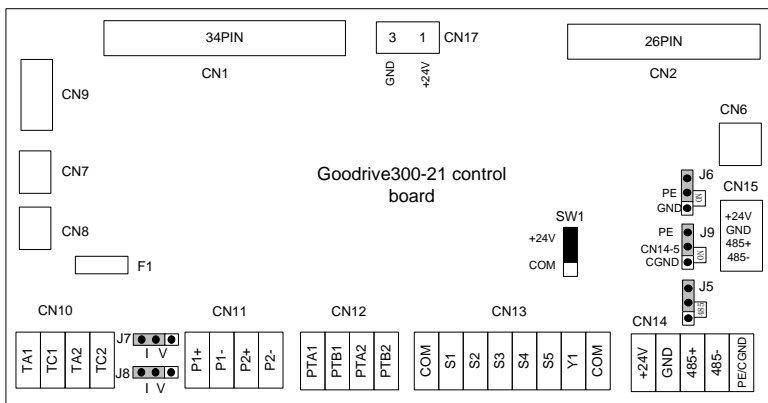 34PIN
3 1
CN17
26PIN
CN1
GND
+24V
CN2
CN9
CN6
CN7
Goodrive300-21 control
board
J6
PE
ON
GND
CN15
CN8
SW1
+24V
COM
J9
PE
CN14-5
ON
CGND
+24V
GND
485+
485-
F1
J5
485
CN10
CN11
CN12
CN13
CN14
TA1
TC1
TA2
TC2
J7
I V
J8
I V
P1+
P1-
P2+
P2-
PTA1
PTB1
PTA2
PTB2
COM
S1
S2
S3
S4
S5
Y1
COM
+24V
GND
485+
485-
PE/CGND